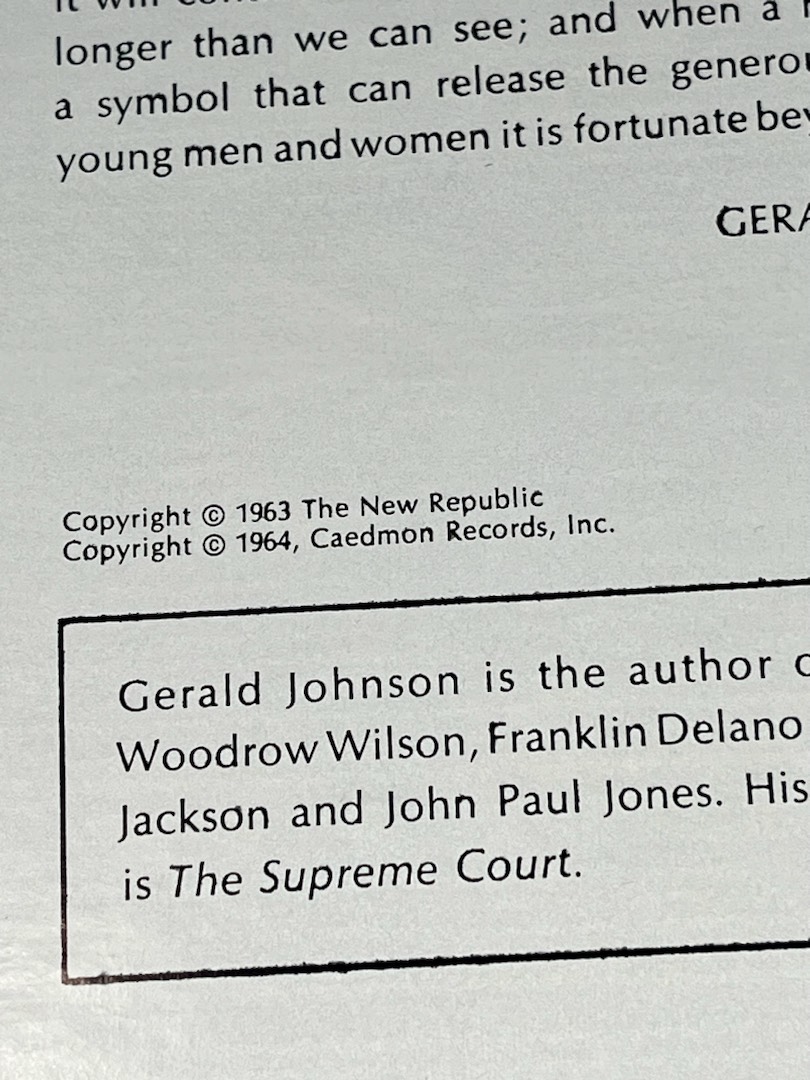 longer than we can see; and when a
a symbol that can release the
young men and women it is fortunate
Copyright © 1963 The New Republic
Copyright © 1964, Caedmon Records, Inc.
Gerald Johnson is the author
Woodrow Wilson, Franklin Delano
Jackson and John Paul Jones. His
is The Supreme Court.